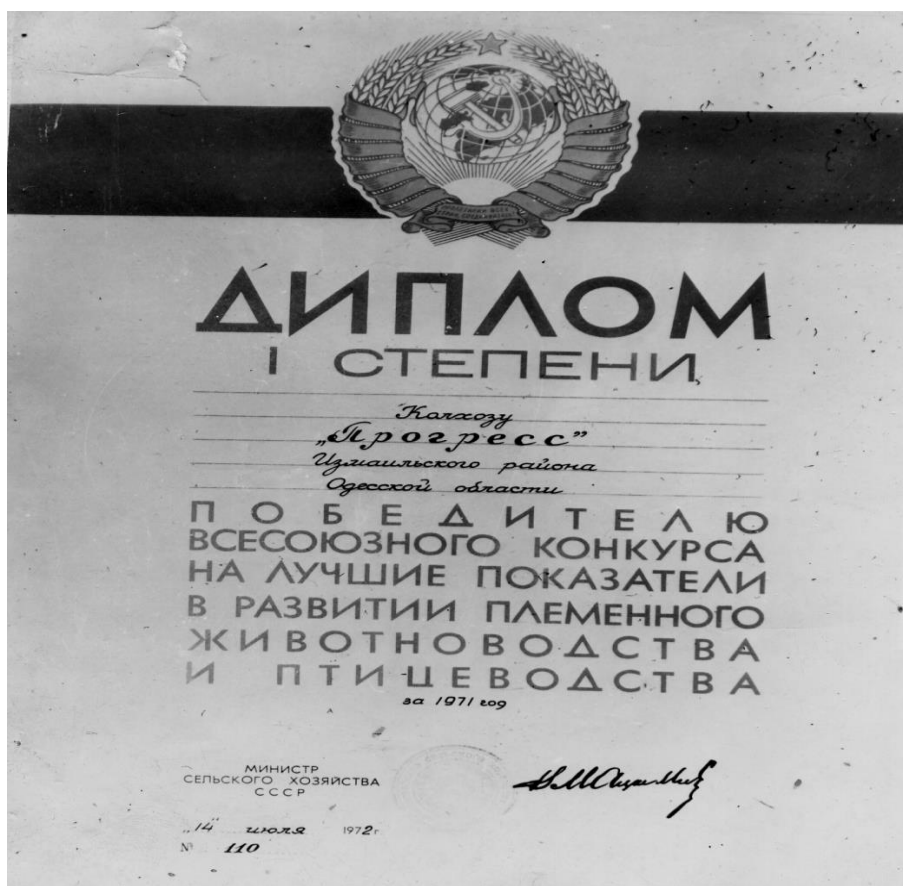 ДИПЛОМ
I СТЕПЕНИ
Колхозу
„Прогресс”
Измаильского района
Одесской области
ПОБЕДИТЕЛЮ
ВСЕСОЮЗНОГО КОНКУРСА
НА ЛУЧШИЕ ПОКАЗАТЕЛИ
В РАЗВИТИИ ПЛЕМЕННОГО
ЖИВОТНОВОДСТВА
И ПТИЦЕВОДСТВА
за 1971 год
МИНИСТР
СЕЛЬСКОГО ХОЗЯЙСТВА
СССР
„14” июля 1972г.
№ 110